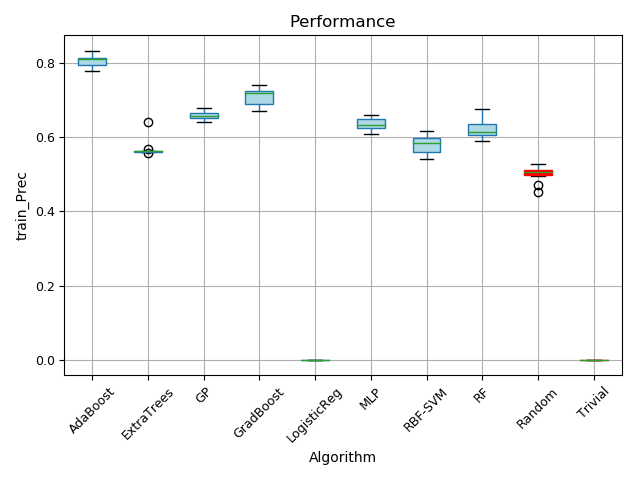 Performance
train_Prec
0.8
0.6
0.4
0.2
0.0
AdaBoost
ExtraTrees
GP
GradBoost
LogisticReg
MLP
RBF-SVM
RF
Random
Trivial
Algorithm